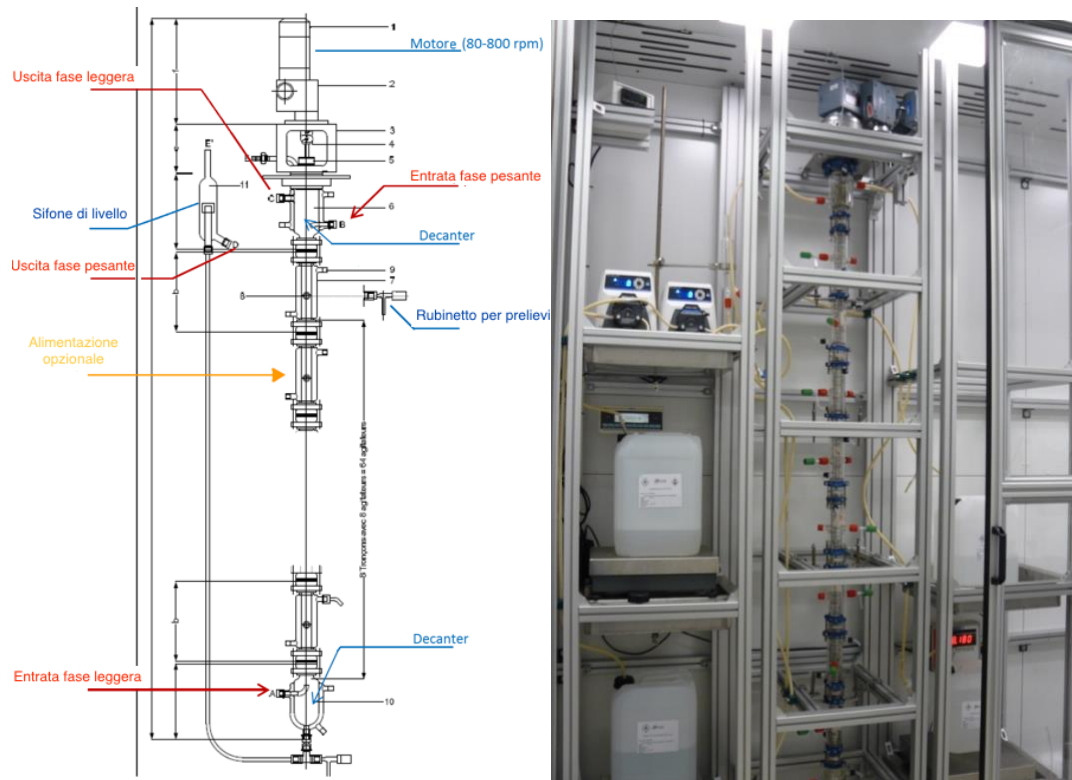 1
Motore (80-800 rpm)
Uscita fase leggera
2
3
4
5
E'
11
Entrata fase pesante
C
6
B
Sifone di livello
Decanter
D
Uscita fase pesante
9
7
8
Rubinetto per prelievi
Alimentazione
opzionale
8 Tronçons avec 8 agitateurs = 64 agitateurs
Decanter
Entrata fase leggera
A
10